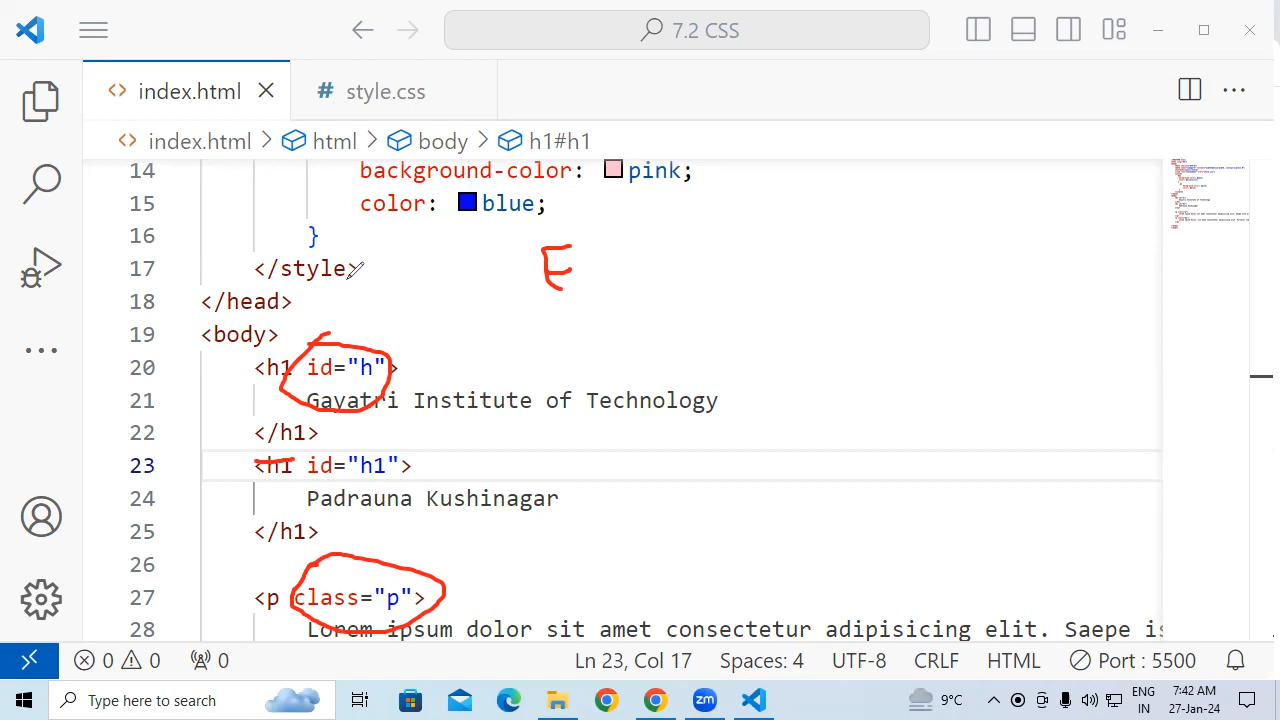 7.2 CSS
index.html
# style.css
index.html > html > body > h1#h1
14 background-color: pink;
15 color: blue;
16 }
17 </style>
E
18 </head>
19 <body>
20 <h1 id="h">
21 Gayatri Institute of Technology
22 </h1>
23 <h1 id="h1">
24 Padrauna Kushinagar
25 </h1>
26
27 <p class="p">
28 Lorem ipsum dolor sit amet consectetur adipisicing elit. Saepe is
0 0 0 Ln 23, Col 17 Spaces: 4 UTF-8 CRLF HTML Port : 5500
Type here to search zm 9°C ENG IN 7:42 AM 27-Jan-24